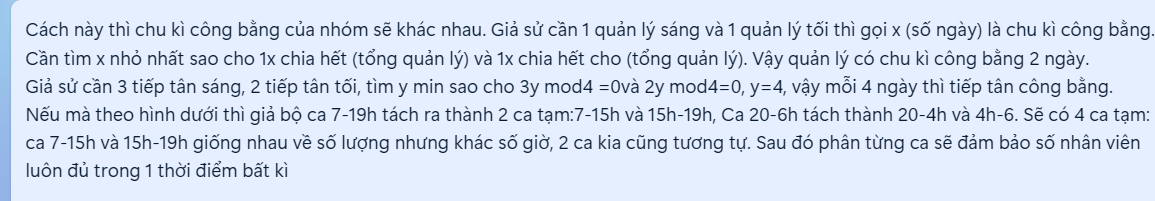 Cách này thì chu kì công bằng của nhóm sẽ khác nhau. Giả sử cần 1 quản lý sáng và 1 quản lý tối thì gọi x (số ngày) là chu kì công bằng.
Cần tìm x nhỏ nhất sao cho 1x chia hết (tổng quản lý) và 1x chia hết cho (tổng quản lý). Vậy quản lý có chu kì công bằng 2 ngày.
Giả sử cần 3 tiếp tân sáng, 2 tiếp tân tối, tìm y min sao cho 3y mod4 =0và 2y mod4=0, y=4, vậy mỗi 4 ngày thì tiếp tân công bằng.
Nếu mà theo hình dưới thì giả bộ ca 7-19h tách ra thành 2 ca tạm:7-15h và 15h-19h, Ca 20-6h tách thành 20-4h và 4h-6. Sẽ có 4 ca tạm:
ca 7-15h và 15h-19h giống nhau về số lượng nhưng khác số giờ, 2 ca kia cũng tương tự. Sau đó phân từng ca sẽ đảm bảo số nhân viên
luôn đủ trong 1 thời điểm bất kì